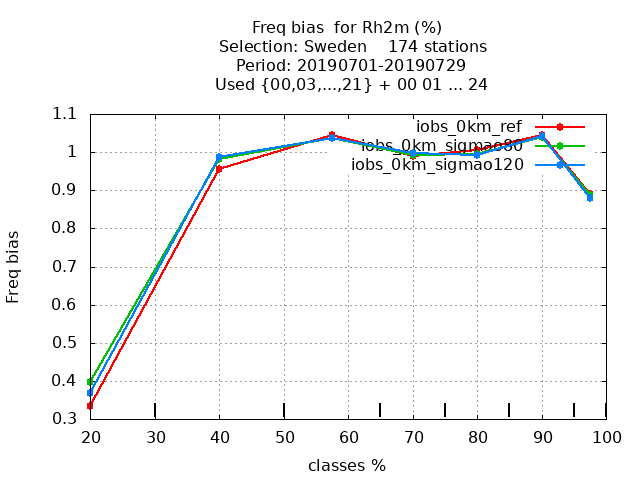 Freq bias  for Rh2m (%)
Selection: Sweden    174 stations
Period: 20190701-20190729
Used {00,03,...,21} + 00 01 ... 24
1.1
1
0.9
0.8
0.7
0.6
0.5
0.4
0.3
Freq bias
iobs_0km_ref
iobs_0km_sigmao80
iobs_0km_sigmao120
20 30 40 50 60 70 80 90 100
classes %